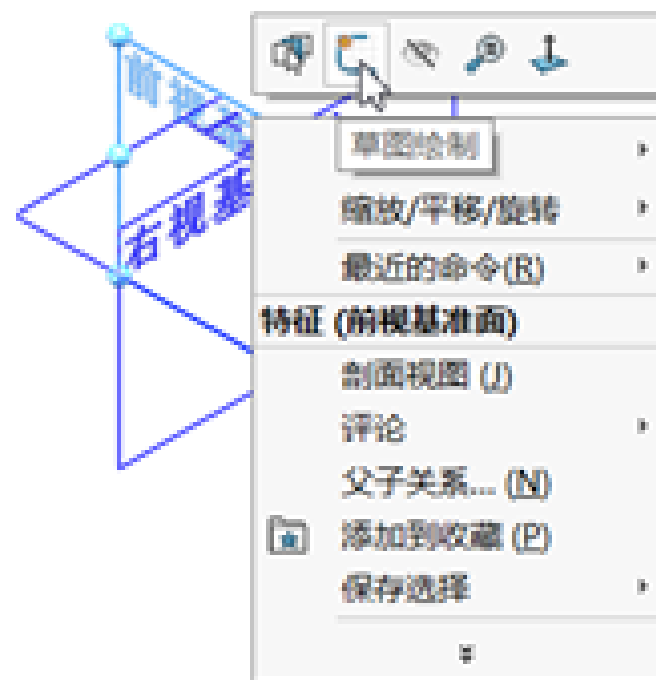 前视
右视基
草图绘制
缩放/平移/旋转
最近的命令(R)
特征 (前视基准面)
剖面视图 (J)
评论
父子关系... (N)
添加到收藏 (P)
保存选择